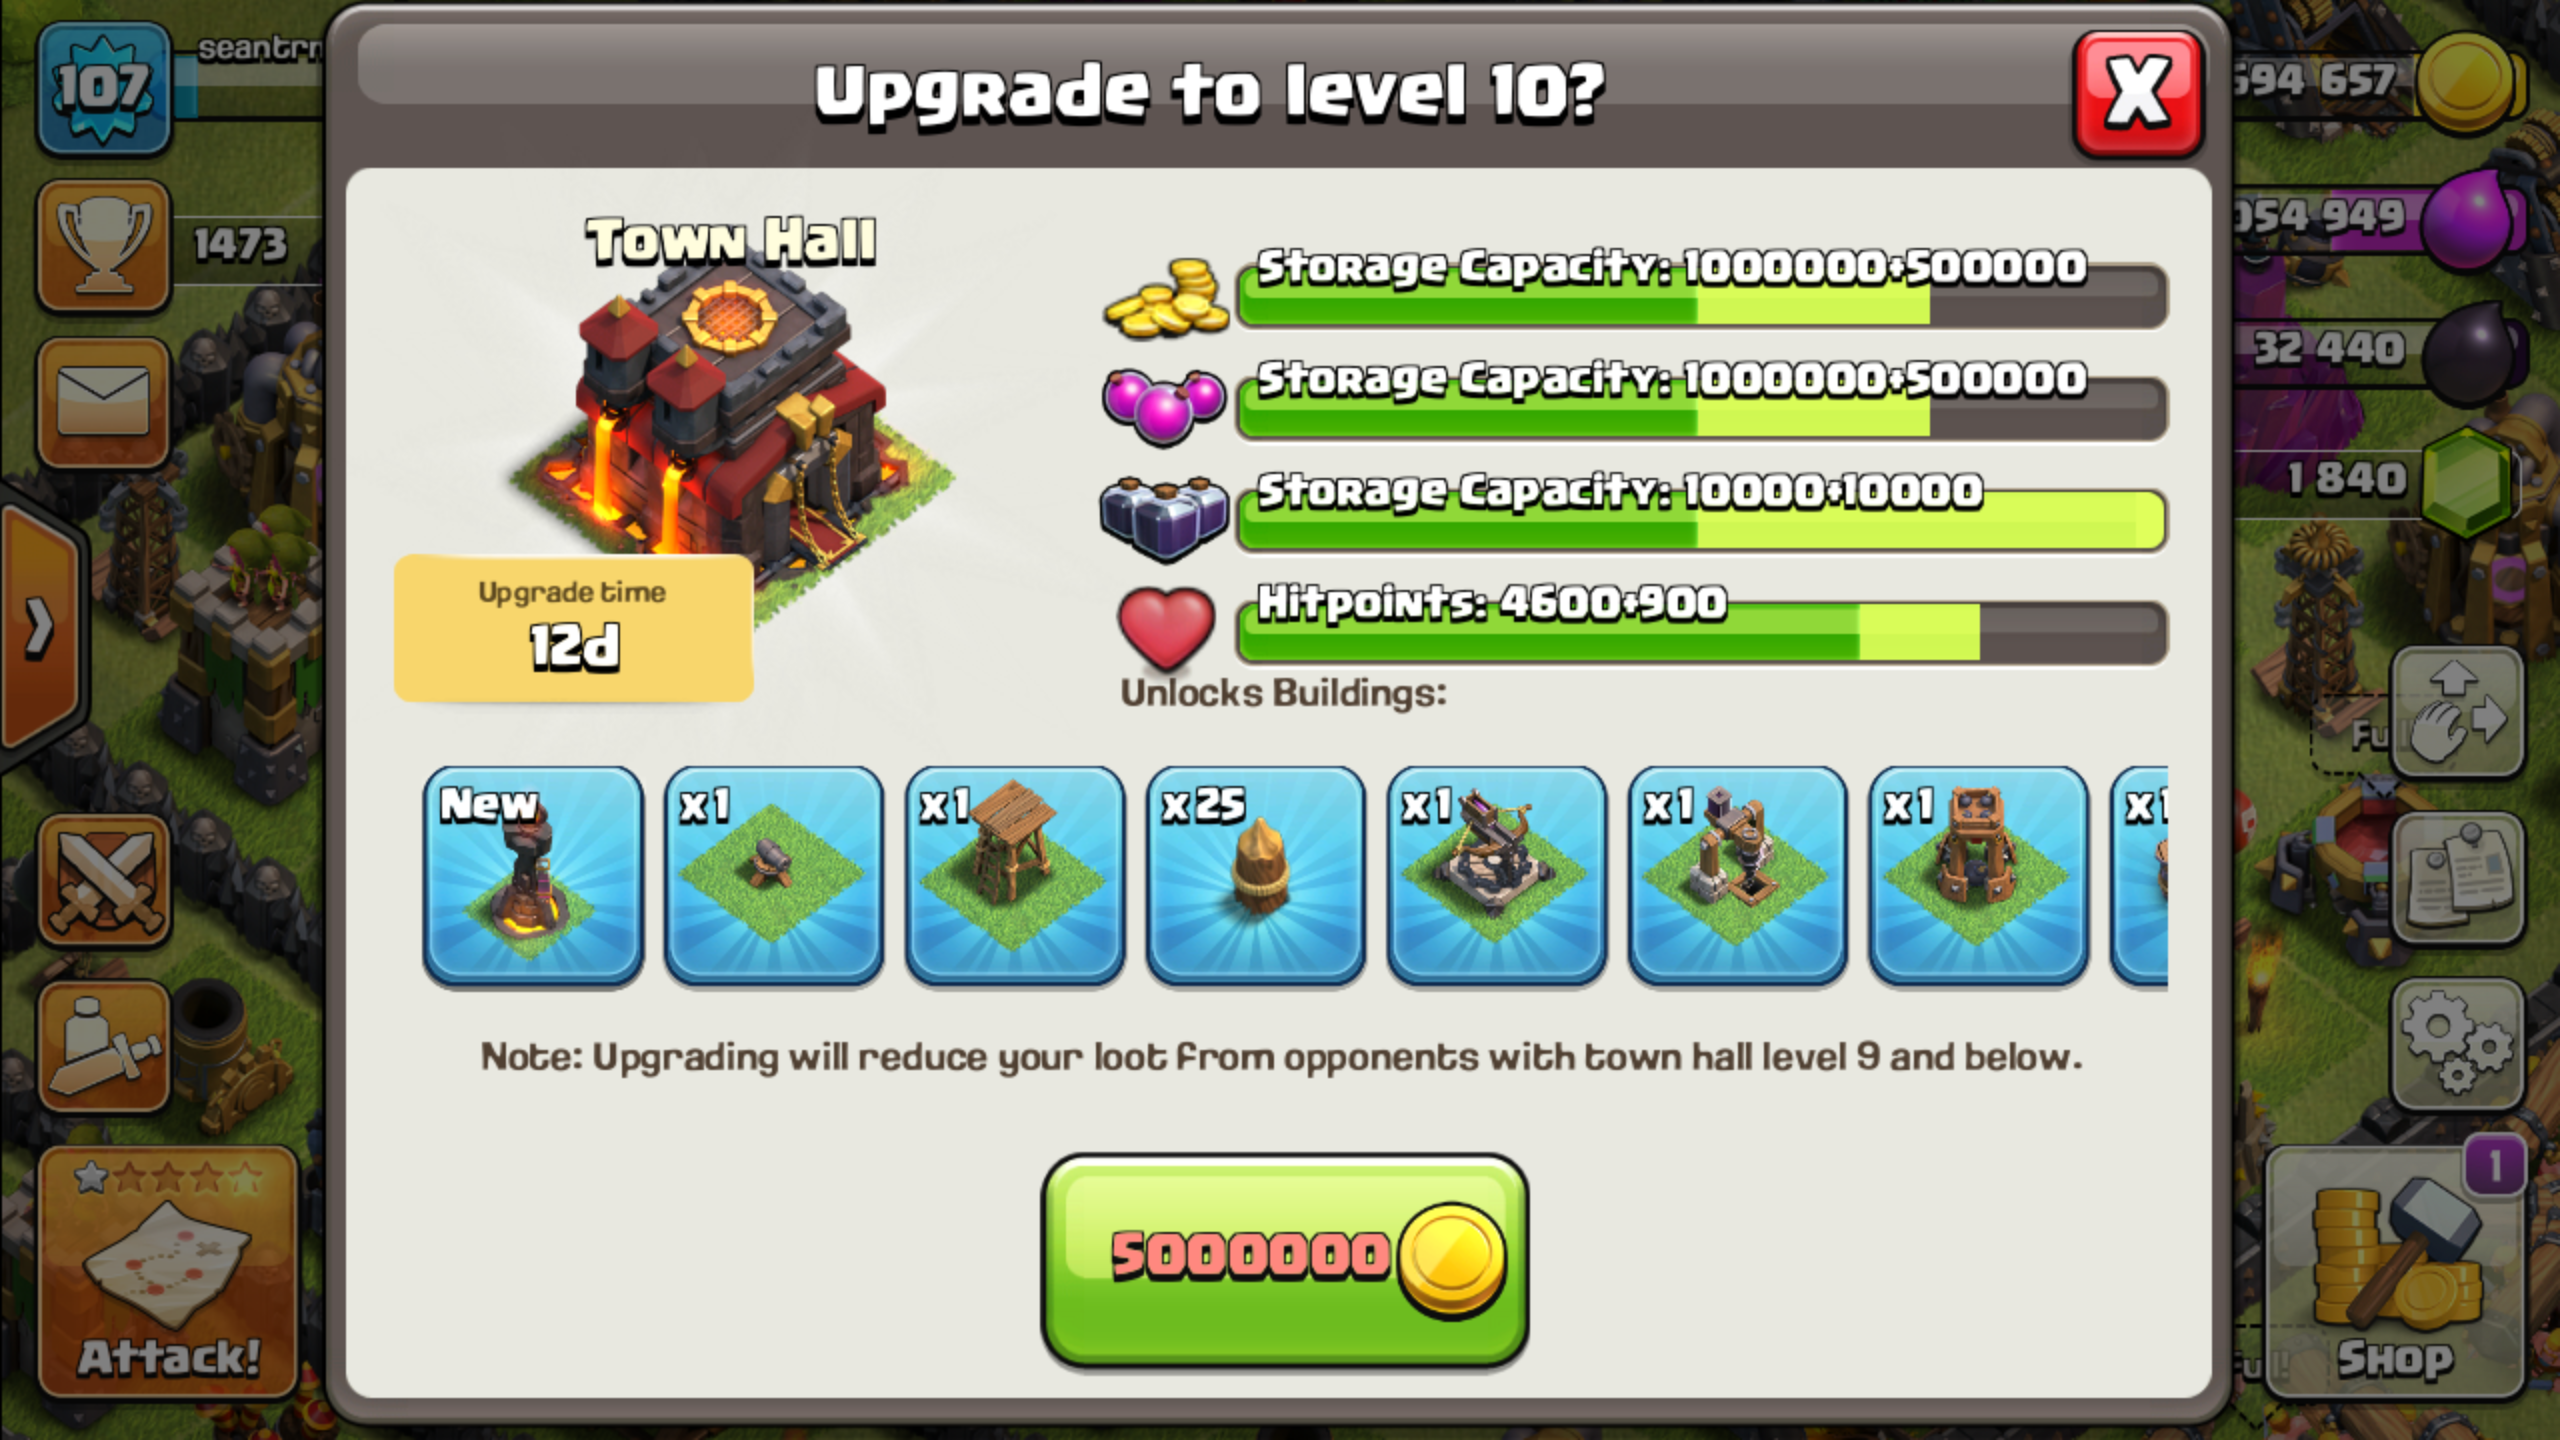 Upgrade to level 10?
X
107
1473
Town Hall
Storage Capacity: 1000000+500000
Storage Capacity: 1000000+500000
Storage Capacity: 10000+10000
Hitpoints: 4600+900
Upgrade time
12d
Unlocks Buildings:
New
x1
x1
x25
x1
x1
x1
x1
Note: Upgrading will reduce your loot from opponents with town hall level 9 and below.
5000000
Attack!
657
949
32 440
1 840
1
Shop